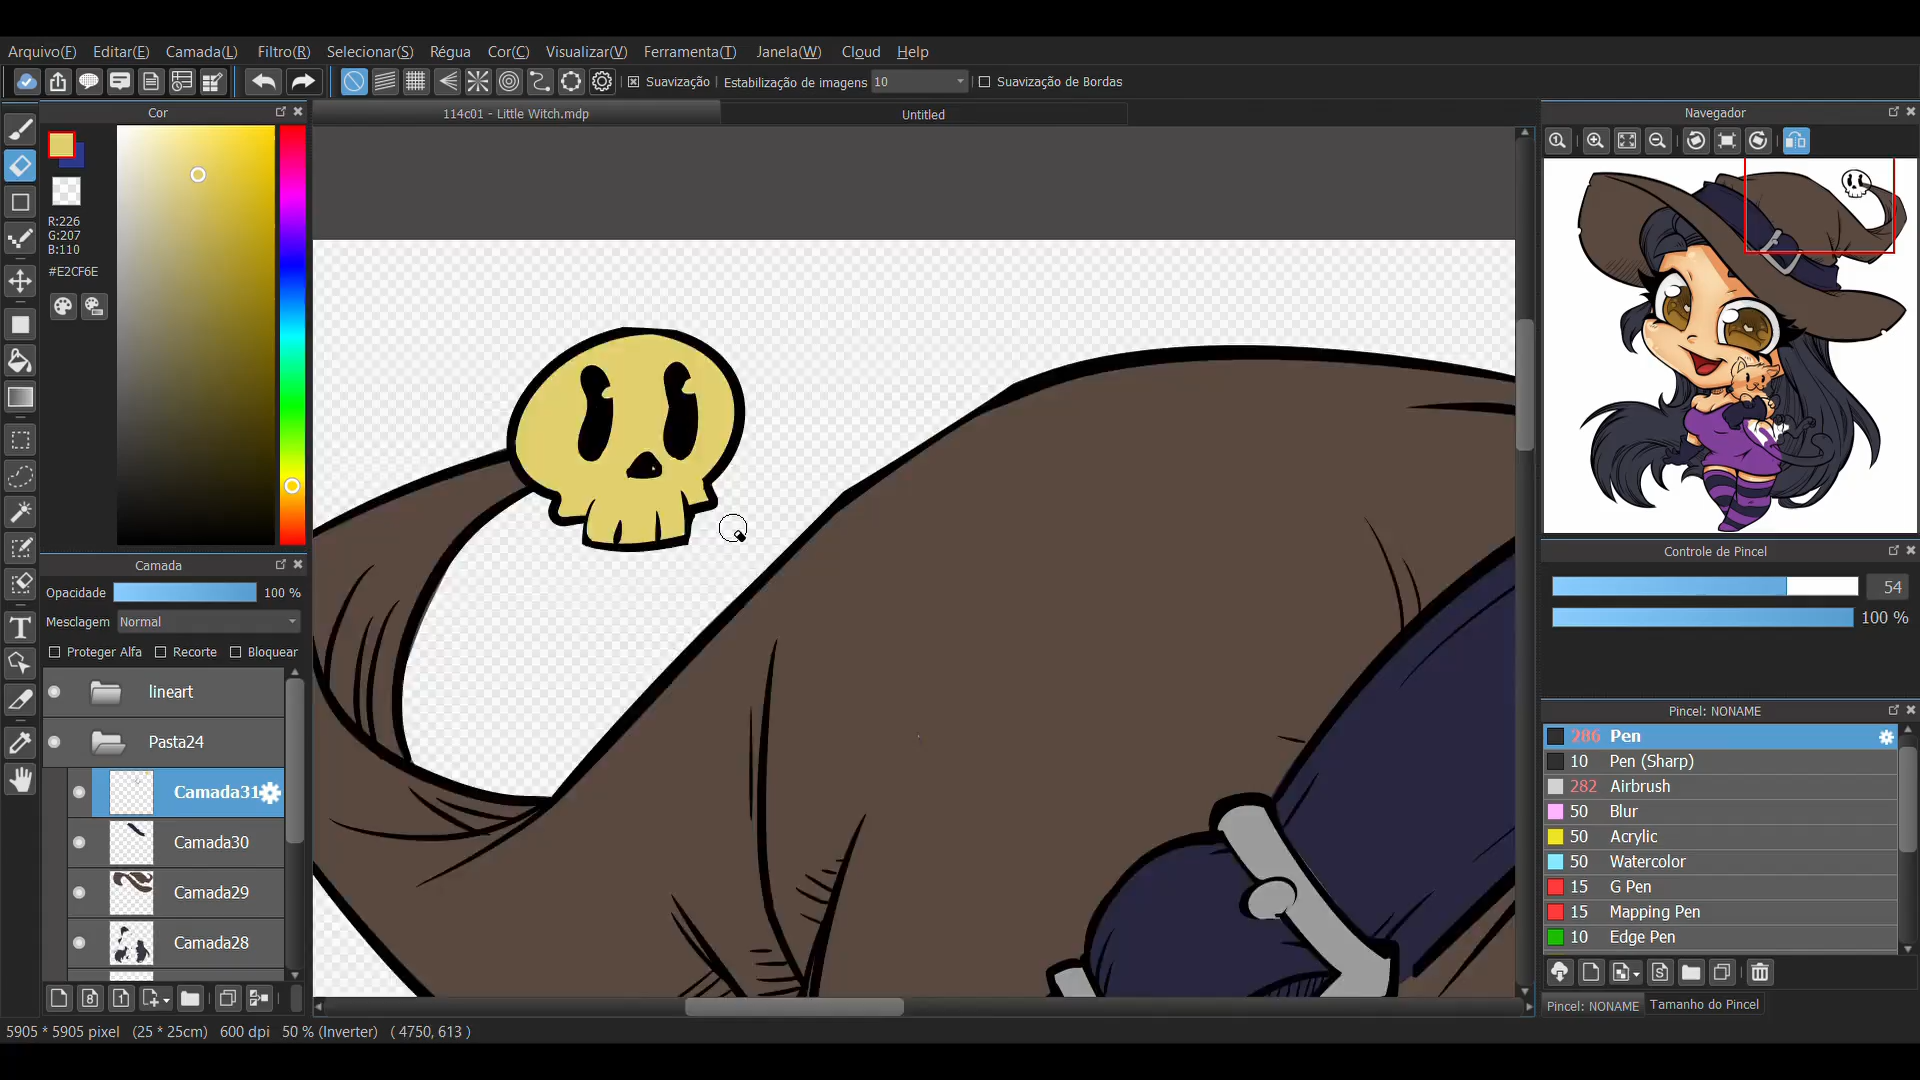 Arquivo(F) Editar(E) Camada(L) Filtro(R) Selecionar(S) Régua Cor(C) Visualizar(V) Ferramenta(T) Janela(W) Cloud Help
Suavização Estabilização de imagens 10 Suavização de Bordas
Cor
114c01 - Little Witch.mdp
Untitled
Navegador
R:226
G:207
B:110
#E2CF6E
Camada
Opacidade 100 %
Mesclagem Normal
Proteger Alfa Recorte Bloquear
lineart
Pasta24
Camada31
Camada30
Camada29
Camada28
Controle de Pincel
54
100 %
Pincel: NONAME
286 Pen
10 Pen (Sharp)
282 Airbrush
50 Blur
50 Acrylic
50 Watercolor
15 G Pen
15 Mapping Pen
10 Edge Pen
Pincel: NONAME Tamanho do Pincel
5905 * 5905 pixel (25 * 25cm) 600 dpi 50 % (Inverter) ( 4750, 613 )